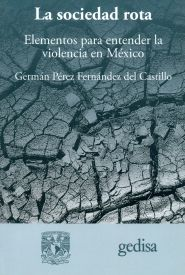 La sociedad rota
Elementos para entender la
violencia en México
Germán Pérez Fernández del Castillo
gedisa